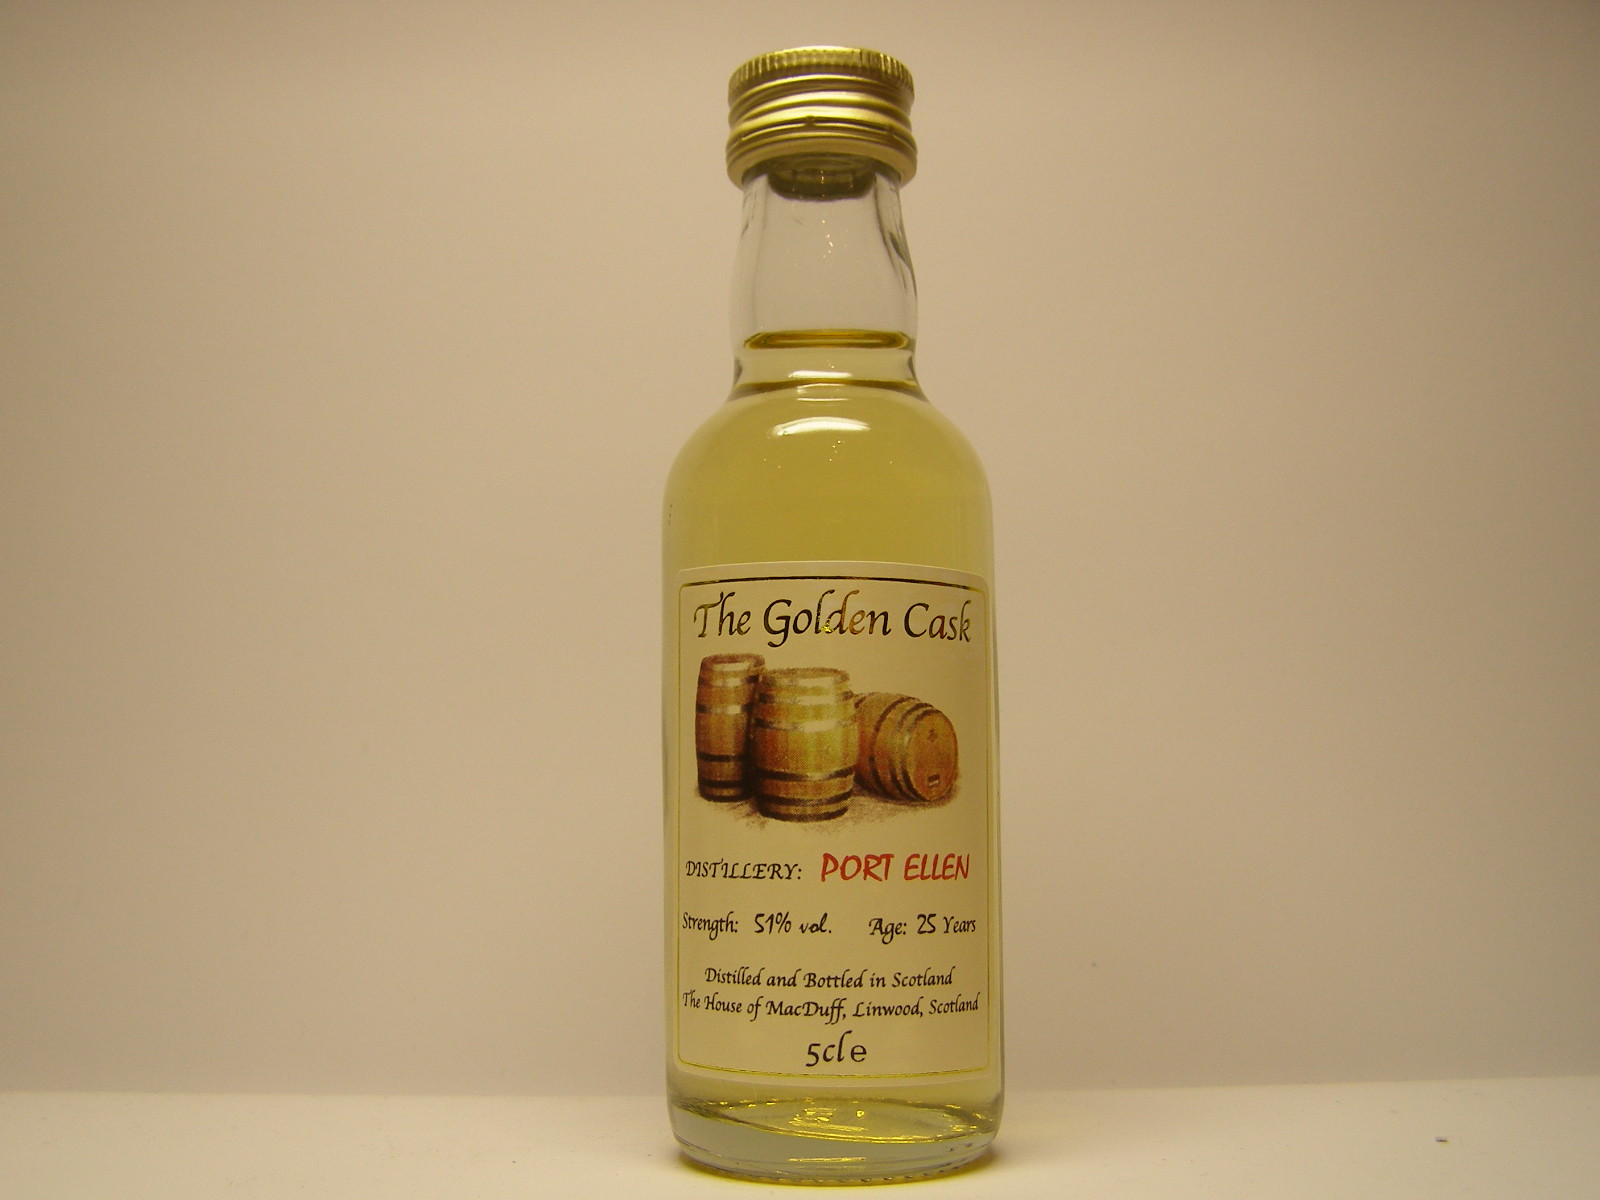 The Golden Cask
DISTILLERY: PORT ELLEN
Strength: 51% vol. Age: 25 Years
Distilled and Bottled in Scotland
The House of MacDuff, Linwood, Scotland
5cl e